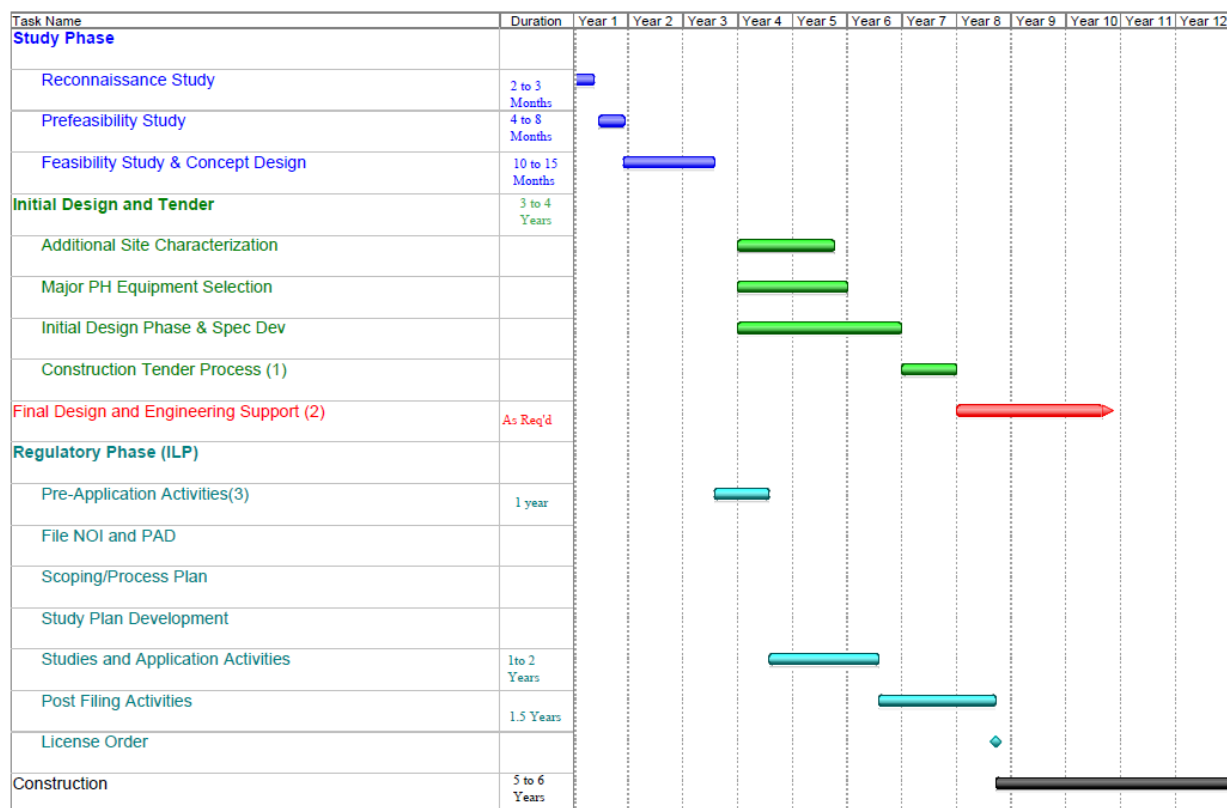 Task Name Duration Year 1 Year 2 Year 3 Year 4 Year 5 Year 6 Year 7 Year 8 Year 9 Year 10 Year 11 Year 12
Study Phase
Reconnaissance Study
2 to 3
Months
Prefeasibility Study
4 to 8
Months
Feasibility Study & Concept Design
10 to 15
Months
Initial Design and Tender
3 to 4
Years
Additional Site Characterization
Major PH Equipment Selection
Initial Design Phase & Spec Dev
Construction Tender Process (1)
Final Design and Engineering Support (2)
As Req'd
Regulatory Phase (ILP)
Pre-Application Activities(3)
1 year
File NOI and PAD
Scoping/Process Plan
Study Plan Development
Studies and Application Activities
1to 2
Years
Post Filing Activities
1.5 Years
License Order
Construction
5 to 6
Years